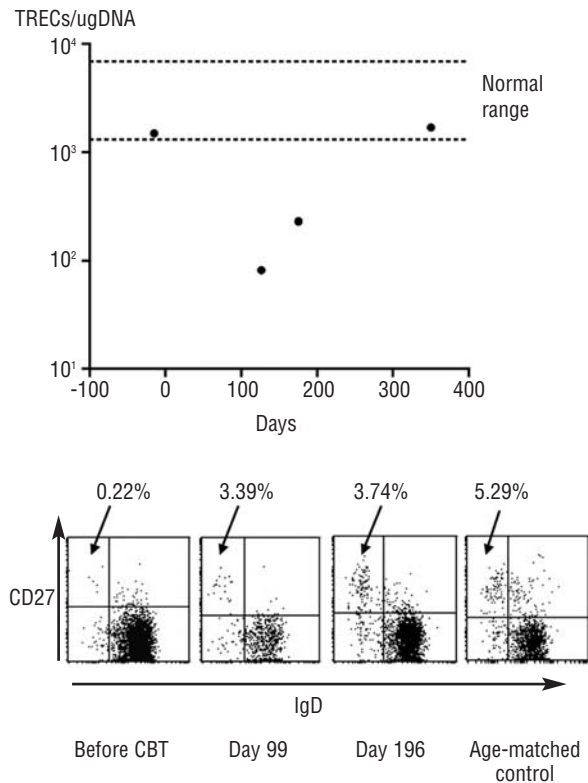 TRECs/ugDNA
10⁴
Normal
range
10³
10²
10¹
-100 0 100 200 300 400
Days
0.22% 3.39% 3.74% 5.29%
CD27
IgD
Before CBT Day 99 Day 196 Age-matched
control